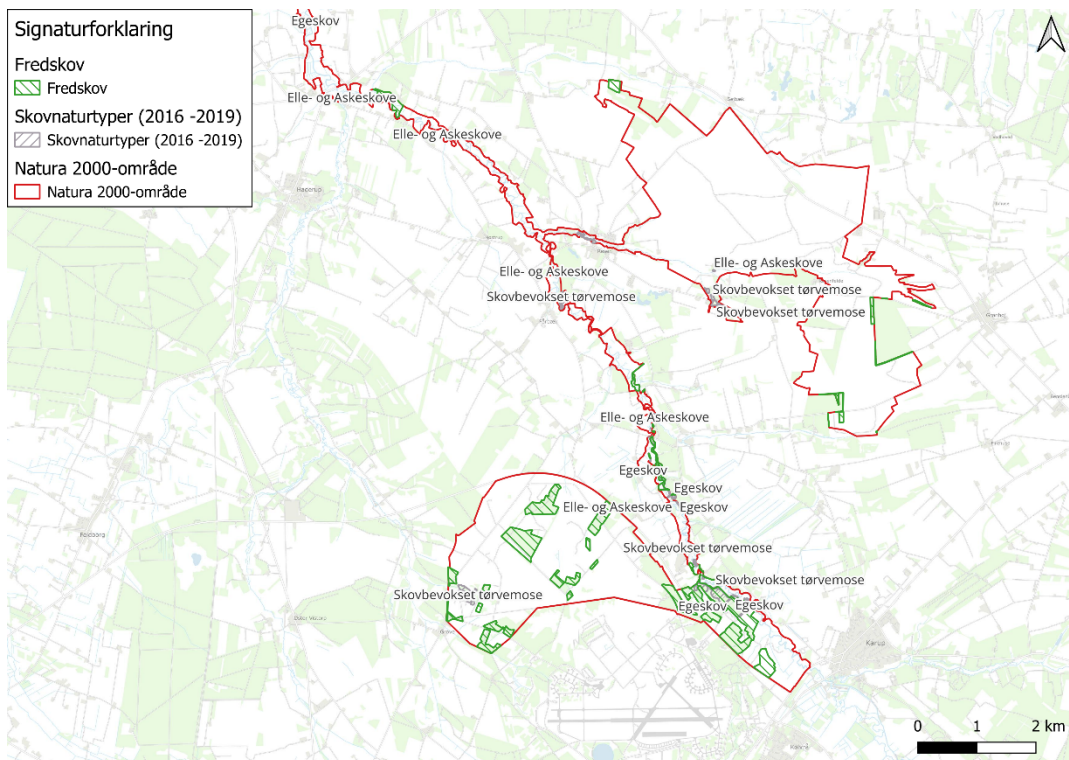 Signaturforklaring
Fredskov
Fredskov
Skovnaturtyper (2016 -2019)
Skovnaturtyper (2016 -2019)
Natura 2000-område
Natura 2000-område
Egeskov
Elle- og Askeskove
Elle- og Askeskove
Elle- og Askeskove
Elle- og Askeskove
Skovbevokset tørvemose
Skovbevokset tørvemose
Skovbevokset tørvemose
Elle- og Askeskove
Egeskov
Egeskov
Elle- og Askeskove
Egeskov
Skovbevokset tørvemose
Skovbevokset tørvemose
Skovbevokset tørvemose
Egeskov
Egeskov
Karup
0
1
2 km